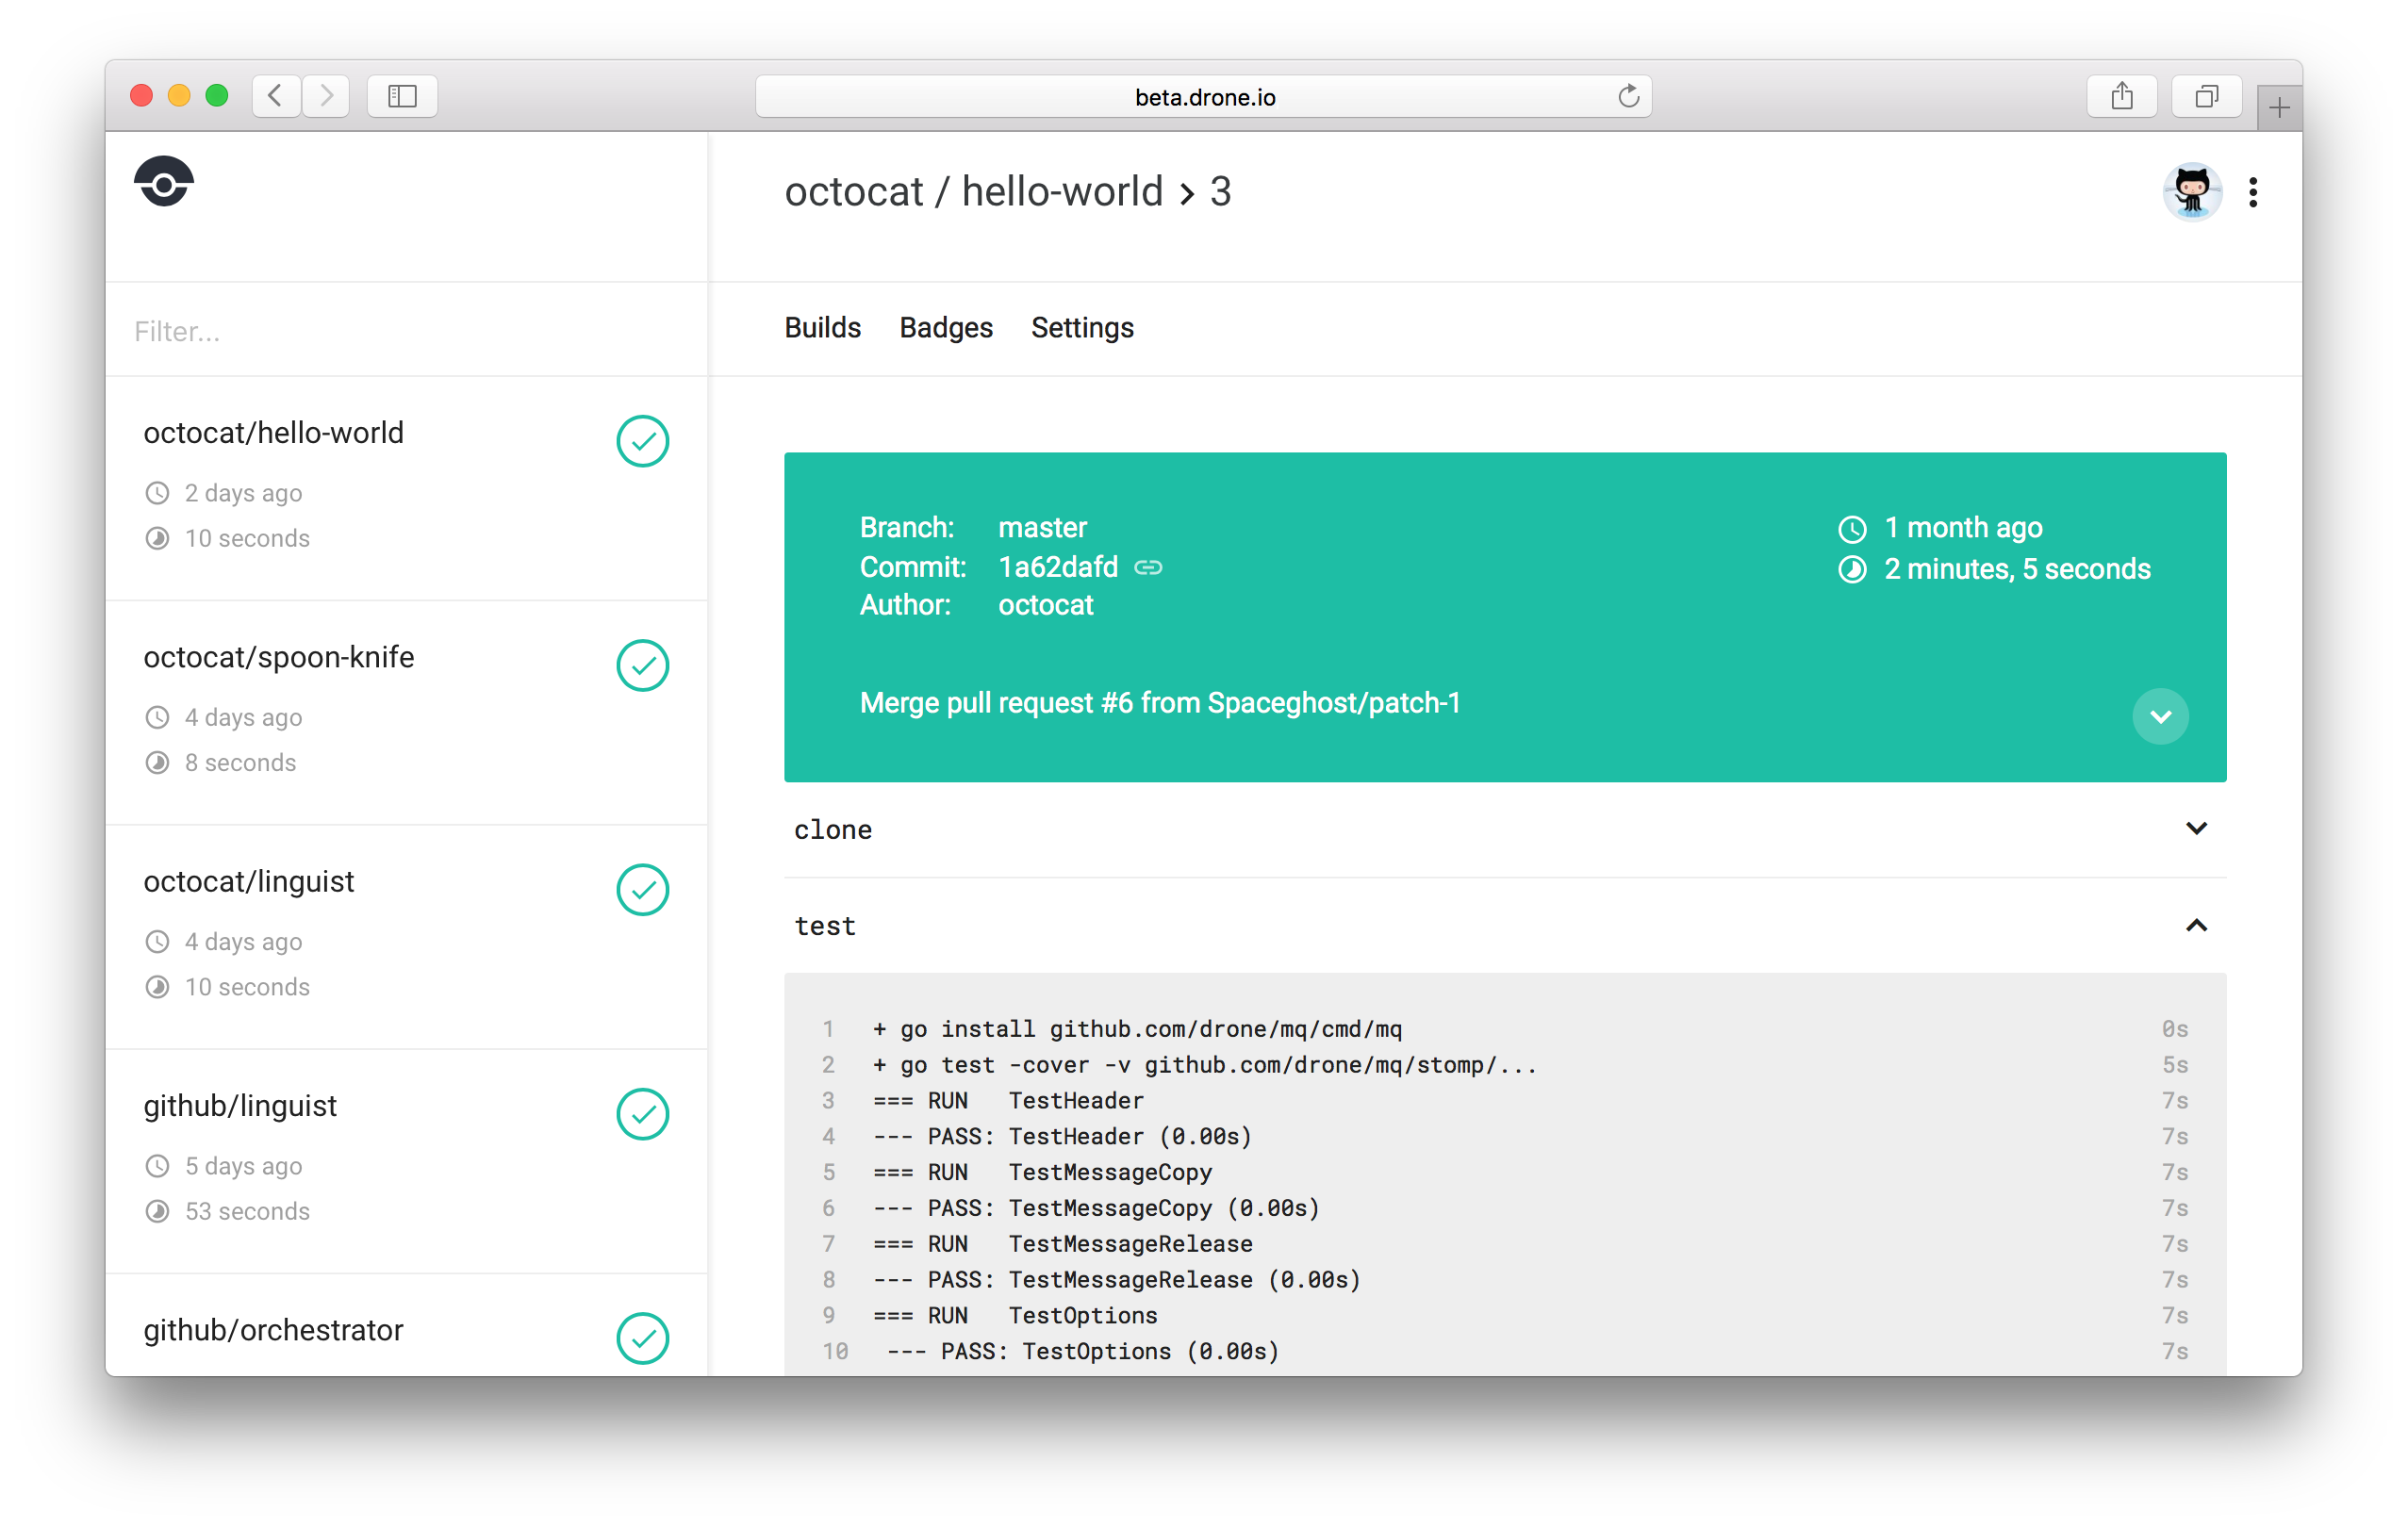 beta.drone.io
octocat / hello-world › 3
Filter...
Builds Badges Settings
octocat/hello-world
2 days ago
10 seconds
octocat/spoon-knife
4 days ago
8 seconds
octocat/linguist
4 days ago
10 seconds
github/linguist
5 days ago
53 seconds
github/orchestrator
Branch: master
Commit: 1a62dafd
Author: octocat
1 month ago
2 minutes, 5 seconds
Merge pull request #6 from Spaceghost/patch-1
clone
test
1 + go install github.com/drone/mq/cmd/mq 0s
2 + go test -cover -v github.com/drone/mq/stomp/... 5s
3 === RUN   TestHeader 7s
4 --- PASS: TestHeader (0.00s) 7s
5 === RUN   TestMessageCopy 7s
6 --- PASS: TestMessageCopy (0.00s) 7s
7 === RUN   TestMessageRelease 7s
8 --- PASS: TestMessageRelease (0.00s) 7s
9 === RUN   TestOptions 7s
10 --- PASS: TestOptions (0.00s) 7s